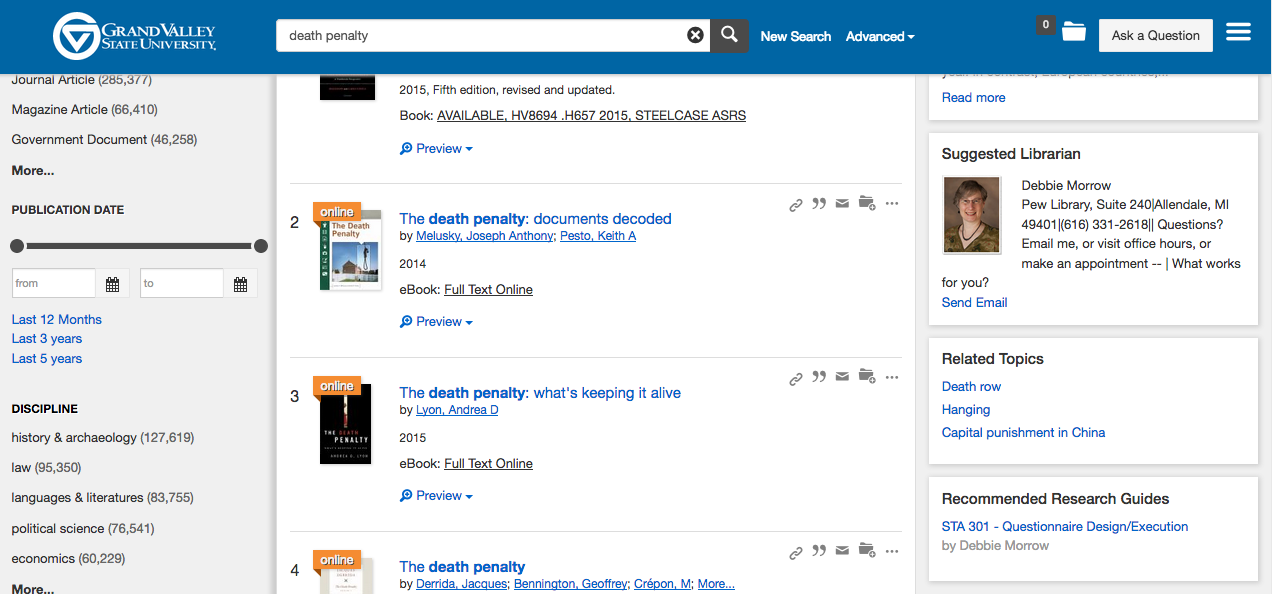 GRAND VALLEY
STATE UNIVERSITY
death penalty
New Search
Advanced
0
Ask a Question
Journal Article (285,377)
Magazine Article (66,410)
Government Document (46,258)
More...
PUBLICATION DATE
from
to
Last 12 Months
Last 3 years
Last 5 years
DISCIPLINE
history & archaeology (127,619)
law (95,350)
languages & literatures (83,755)
political science (76,541)
economics (60,229)
More...
2015, Fifth edition, revised and updated.
Book: AVAILABLE, HV8694 .H657 2015, STEELCASE ASRS
Preview
2
online
The Death
Penalty
The death penalty: documents decoded
by Melusky, Joseph Anthony; Pesto, Keith A
2014
eBook: Full Text Online
Preview
3
online
THE DEATH
PENALTY
ANDREA D. LYON
The death penalty: what's keeping it alive
by Lyon, Andrea D
2015
eBook: Full Text Online
Preview
4
online
The death penalty
by Derrida, Jacques; Bennington, Geoffrey; Crépon, M; More...
Read more
Suggested Librarian
Debbie Morrow
Pew Library, Suite 240|Allendale, MI
49401|(616) 331-2618|| Questions?
Email me, or visit office hours, or
make an appointment -- | What works
for you?
Send Email
Related Topics
Death row
Hanging
Capital punishment in China
Recommended Research Guides
STA 301 - Questionnaire Design/Execution
by Debbie Morrow